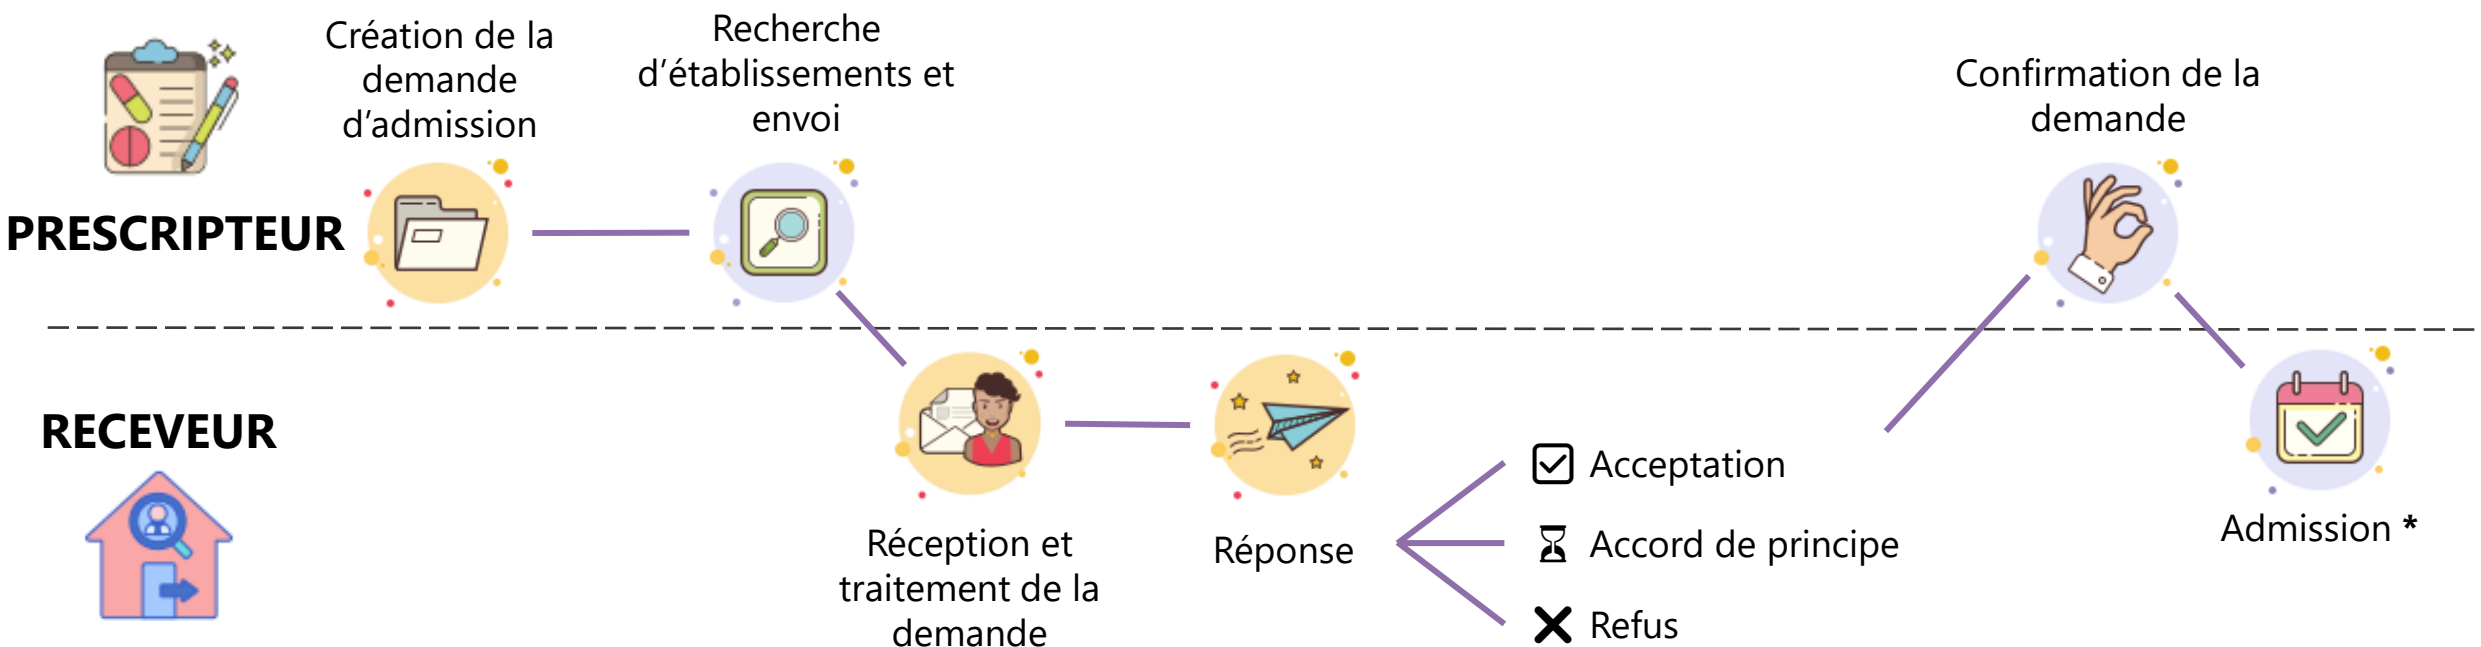 Création de la
demande
d'admission
Recherche
d'établissements et
envoi
Confirmation de la
demande
PRESCRIPTEUR
RECEVEUR
Réception et
traitement de la
demande
Réponse
Acceptation
Accord de principe
Refus
Admission *